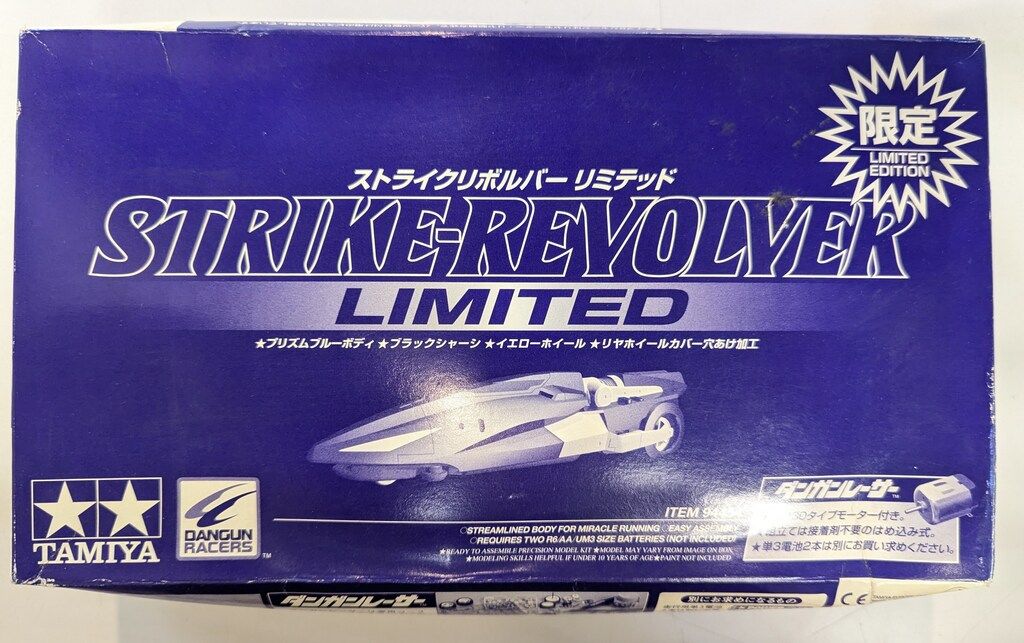 限定
LIMITED
EDITION
ストライクリボルバー リミテッド
STRIKE-REVOLVER
LIMITED
★プリズムブルーボディ ★ブラックシャーシ ★イエローホイール ★リヤホイールカバー穴あけ加工
TAMIYA
DANGUN
RACERS
TM
ITEM
○STREAMLINED BODY FOR MIRACLE RUNNING ○EASY ASSEMBLY
○REQUIRES TWO R6/AA/UM3 SIZE BATTERIES (NOT INCLUDED)
★READY TO ASSEMBLE PRECISION MODEL KIT ★MODEL MAY VARY FROM IMAGE ON BOX
★MODELING SKILLS HELPFUL IF UNDER 10 YEARS OF AGE ★PAINT NOT INCLUDED
ダンガンレーサー
タイプモーター付き。
組立ては接着剤不要のはめ込み式。
★単3電池2本は別にお買い求めください。
ダンガンレーサー
別にお求めになるもの
CE